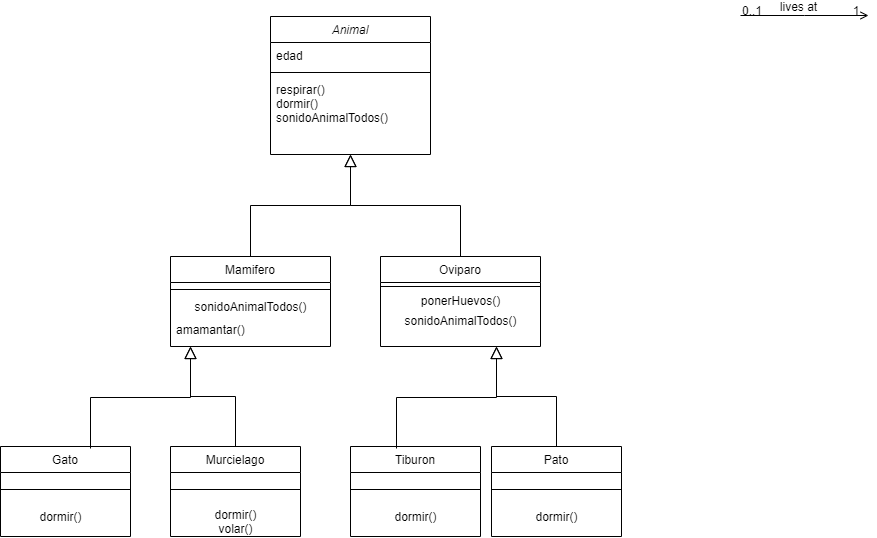 Animal
edad
respirar()
dormir()
sonidoAnimalTodos()
0..1 lives at 1
Mamifero
sonidoAnimalTodos()
amamantar()
Oviparo
ponerHuevos()
sonidoAnimalTodos()
Gato
dormir()
Murcielago
dormir()
volar()
Tiburon
dormir()
Pato
dormir()